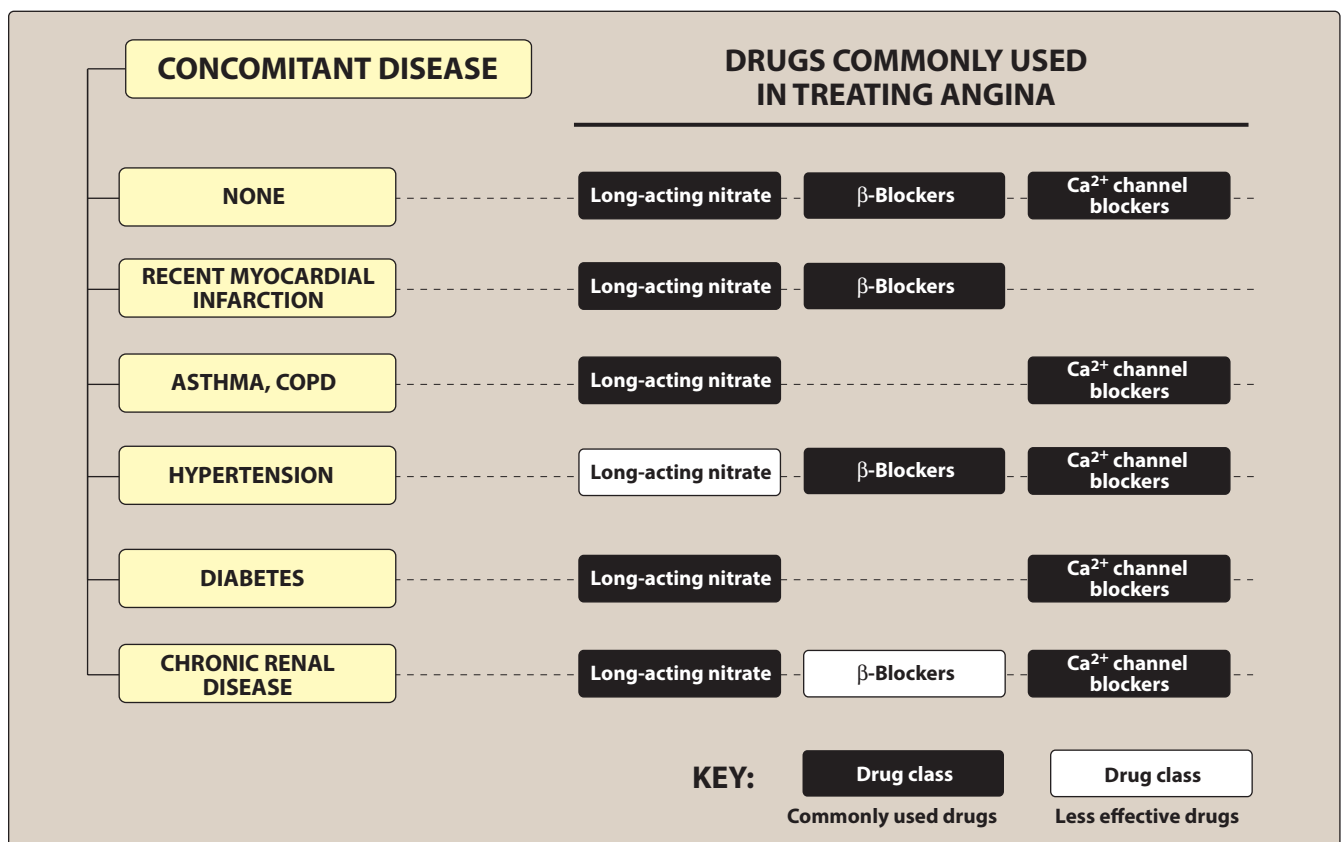 CONCOMITANT DISEASE
DRUGS COMMONLY USED
IN TREATING ANGINA
NONE
Long-acting nitrate
β-Blockers
Ca²⁺ channel
blockers
RECENT MYOCARDIAL
INFARCTION
Long-acting nitrate
β-Blockers
ASTHMA, COPD
Long-acting nitrate
Ca²⁺ channel
blockers
HYPERTENSION
Long-acting nitrate
β-Blockers
Ca²⁺ channel
blockers
DIABETES
Long-acting nitrate
Ca²⁺ channel
blockers
CHRONIC RENAL
DISEASE
Long-acting nitrate
β-Blockers
Ca²⁺ channel
blockers
KEY:
Drug class
Commonly used drugs
Drug class
Less effective drugs